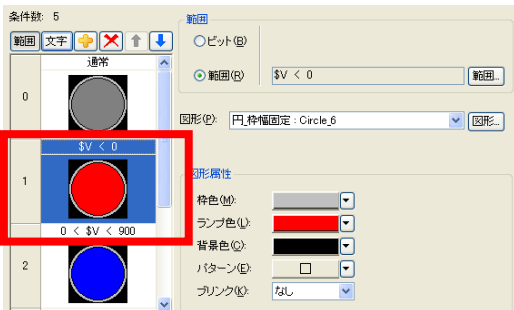 条件数: 5
範囲 文字
通常
0
$V < 0
1
0 < $V < 900
2
範囲
ビット(B)
範囲(R) $V < 0 範囲...
図形(P): 円_枠幅固定 : Circle_6 図形...
図形属性
枠色(M):
ランプ色(L):
背景色(C):
パターン(E):
ブリンク(K): なし